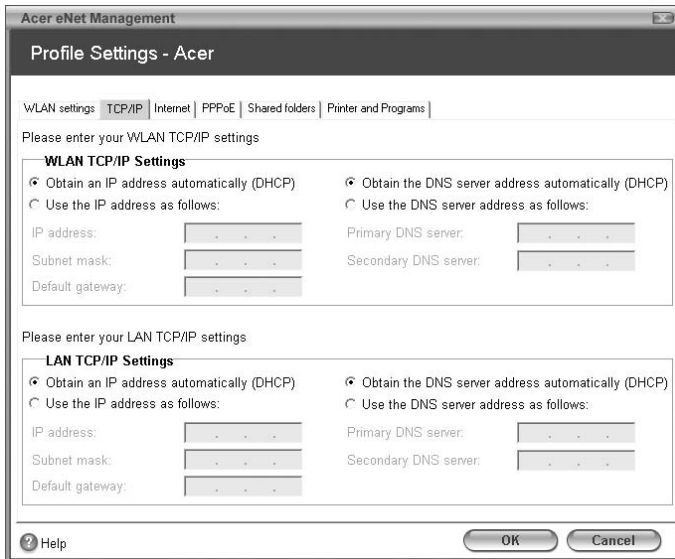 Acer eNet Management
Profile Settings - Acer
WLAN settings TCP/IP Internet PPPoE Shared folders Printer and Programs
Please enter your WLAN TCP/IP settings
WLAN TCP/IP Settings
Obtain an IP address automatically (DHCP)
Use the IP address as follows:
IP address:
Subnet mask:
Default gateway:
Obtain the DNS server address automatically (DHCP)
Use the DNS server address as follows:
Primary DNS server:
Secondary DNS server:
Please enter your LAN TCP/IP settings
LAN TCP/IP Settings
Obtain an IP address automatically (DHCP)
Use the IP address as follows:
IP address:
Subnet mask:
Default gateway:
Obtain the DNS server address automatically (DHCP)
Use the DNS server address as follows:
Primary DNS server:
Secondary DNS server:
? Help
OK
Cancel